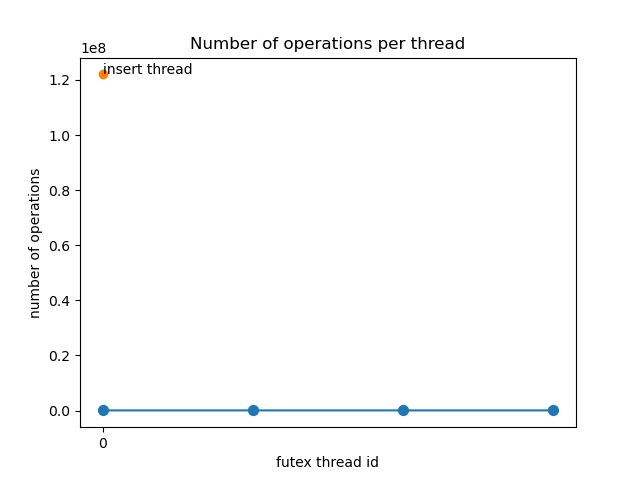 Number of operations per thread
1e8
insert thread
1.2
1.0
0.8
0.6
0.4
0.2
0.0
number of operations
0
futex thread id